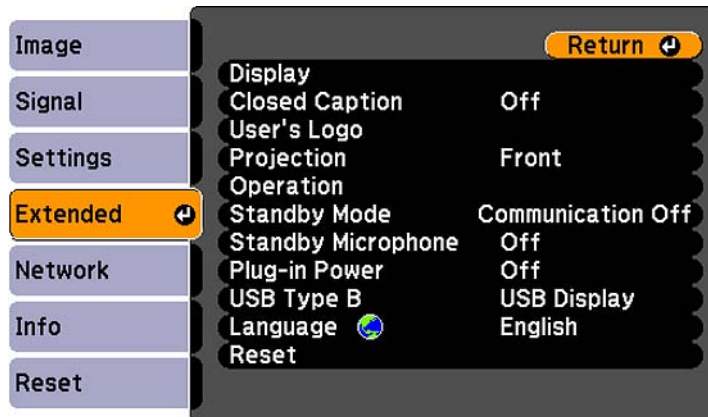 Image
Signal
Settings
Extended
Network
Info
Reset
Return
Display
Closed Caption Off
User's Logo
Projection Front
Operation
Standby Mode Communication Off
Standby Microphone Off
Plug-in Power Off
USB Type B USB Display
Language English
Reset